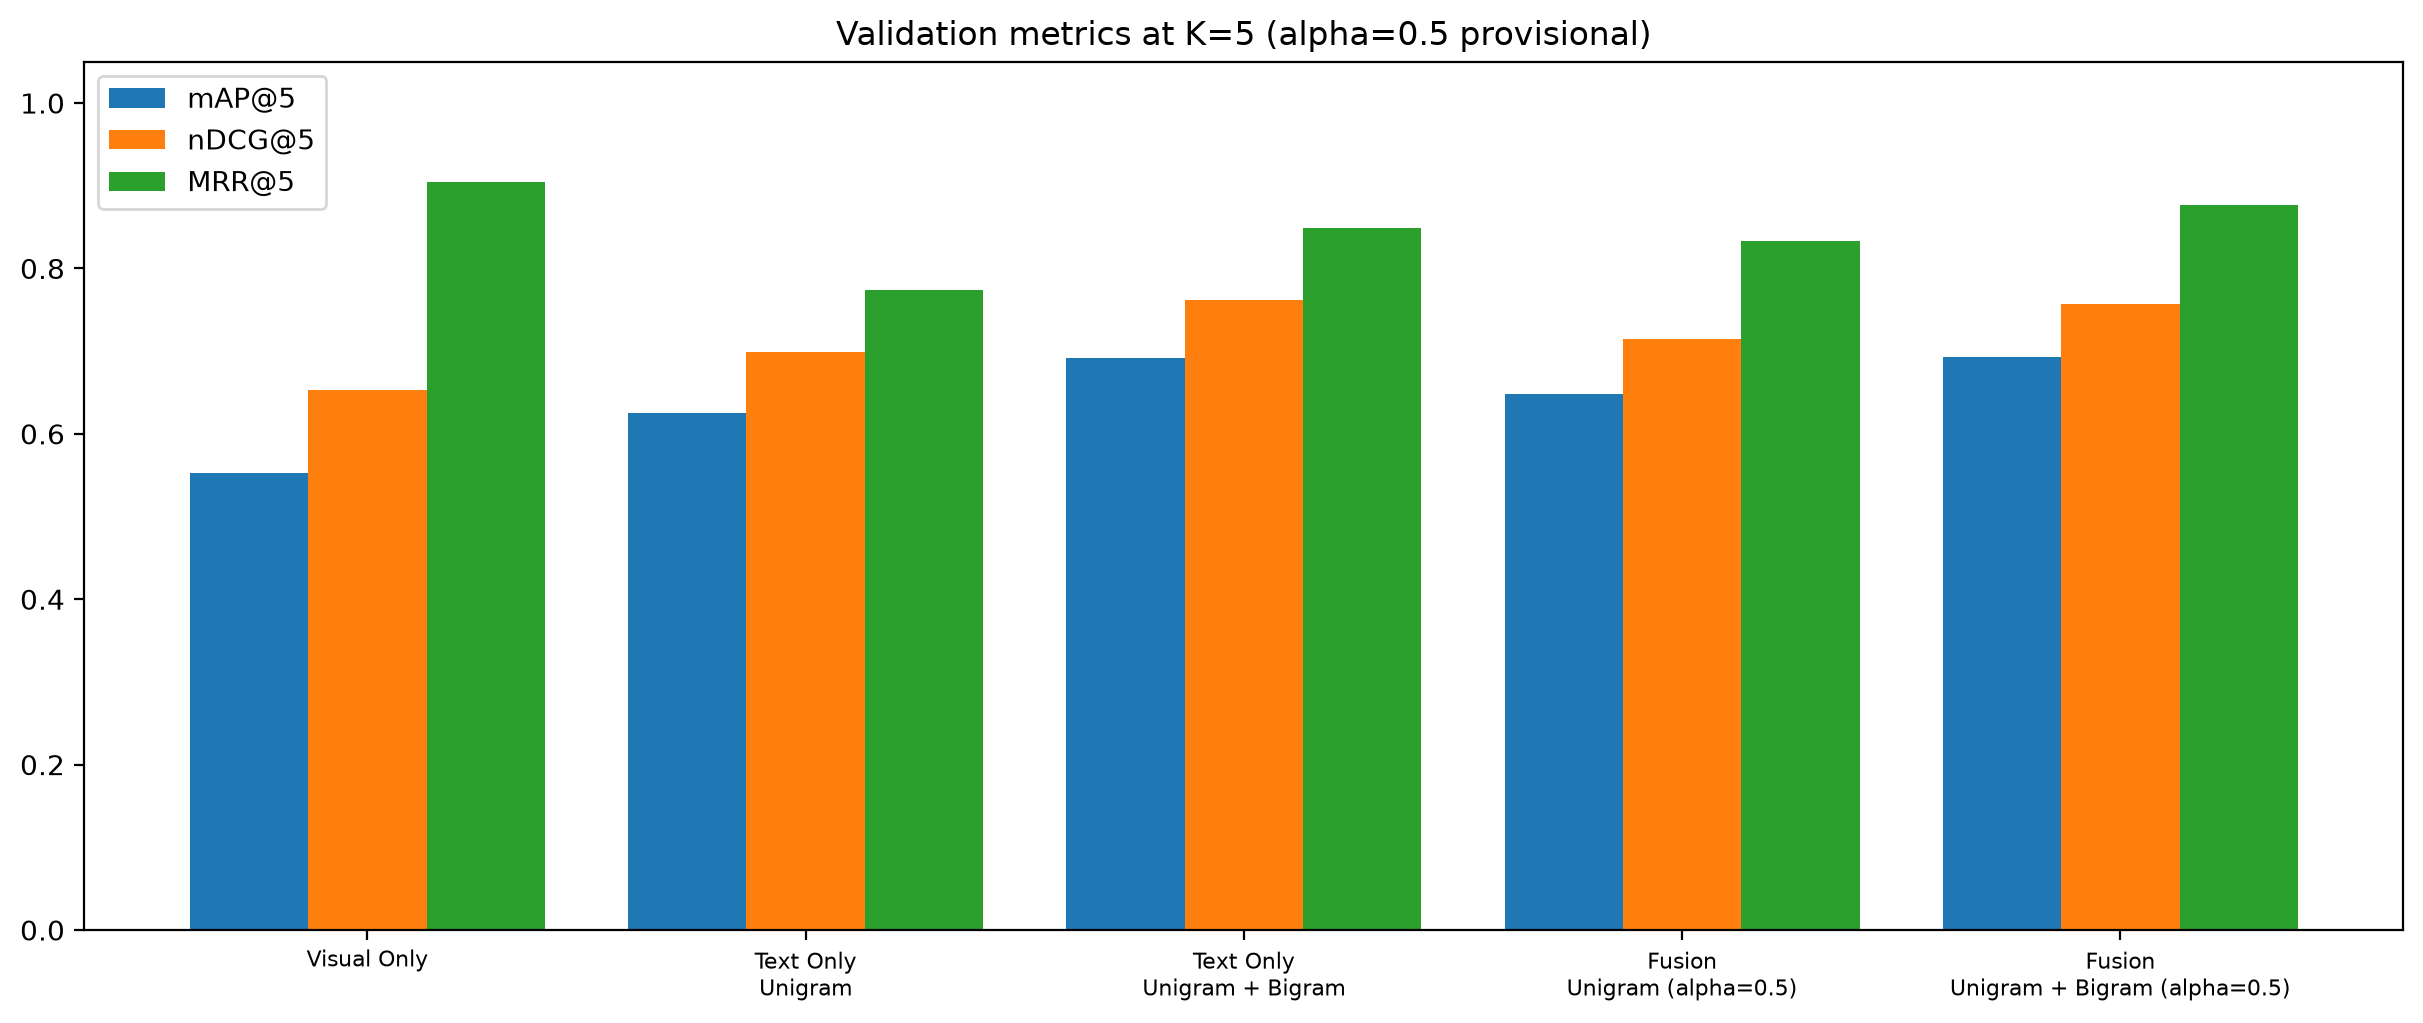 Validation metrics at K=5 (alpha=0.5 provisional)
mAP@5
nDCG@5
MRR@5
1.0
0.8
0.6
0.4
0.2
0.0
Visual Only
Text Only
Unigram
Text Only
Unigram + Bigram
Fusion
Unigram (alpha=0.5)
Fusion
Unigram + Bigram (alpha=0.5)